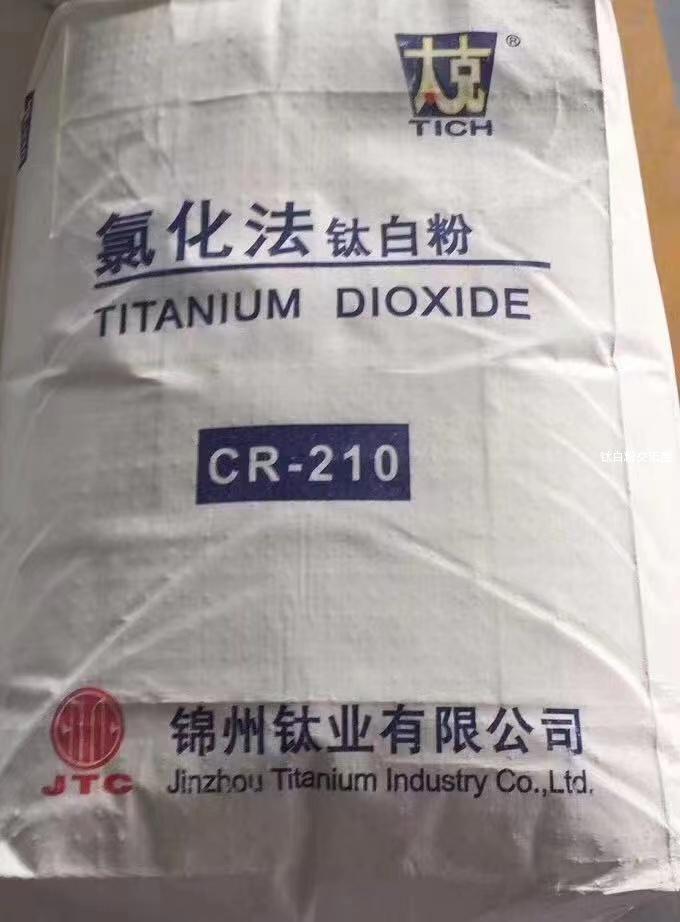 太克®
TICH
氯化法 钛白粉
TITANIUM DIOXIDE
CR-210
锦州钛业有限公司
JTC
Jinzhou Titanium Industry Co.,Ltd.